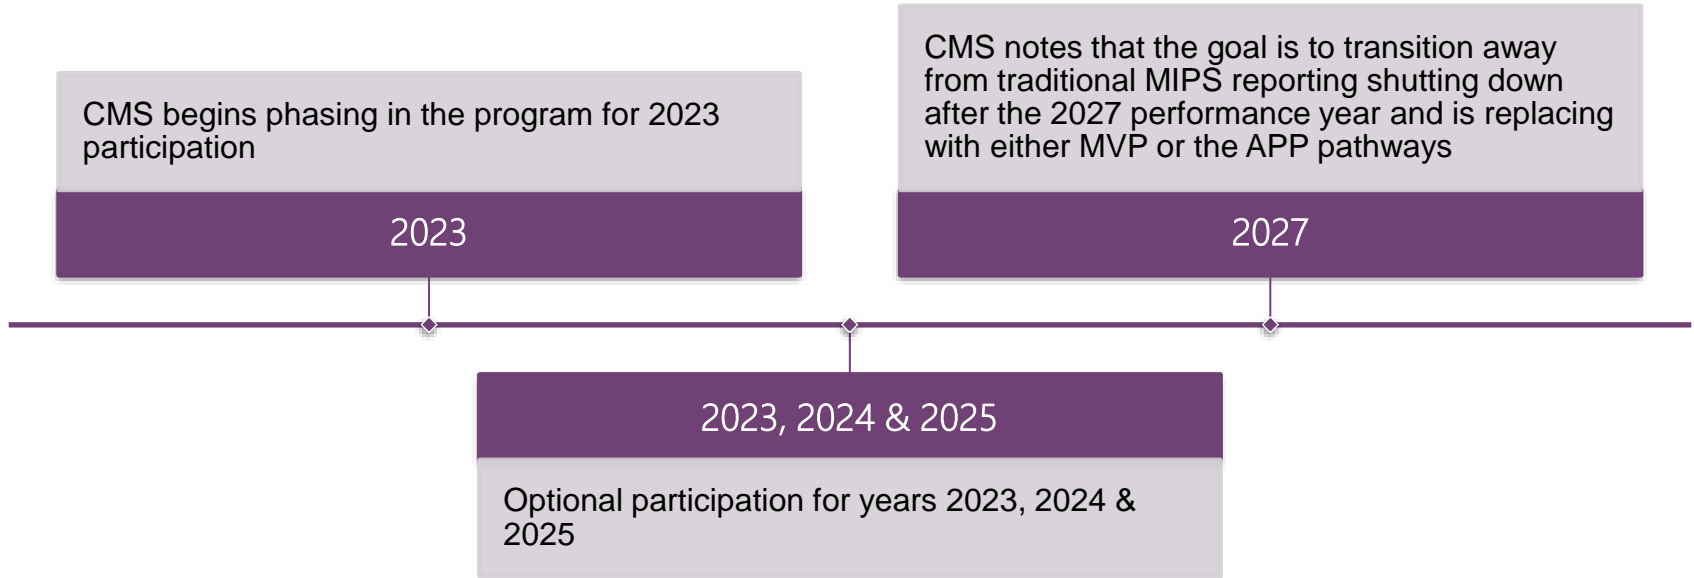 CMS begins phasing in the program for 2023
participation
2023
CMS notes that the goal is to transition away
from traditional MIPS reporting shutting down
after the 2027 performance year and is replacing
with either MVP or the APP pathways
2027
2023, 2024 & 2025
Optional participation for years 2023, 2024 &
2025